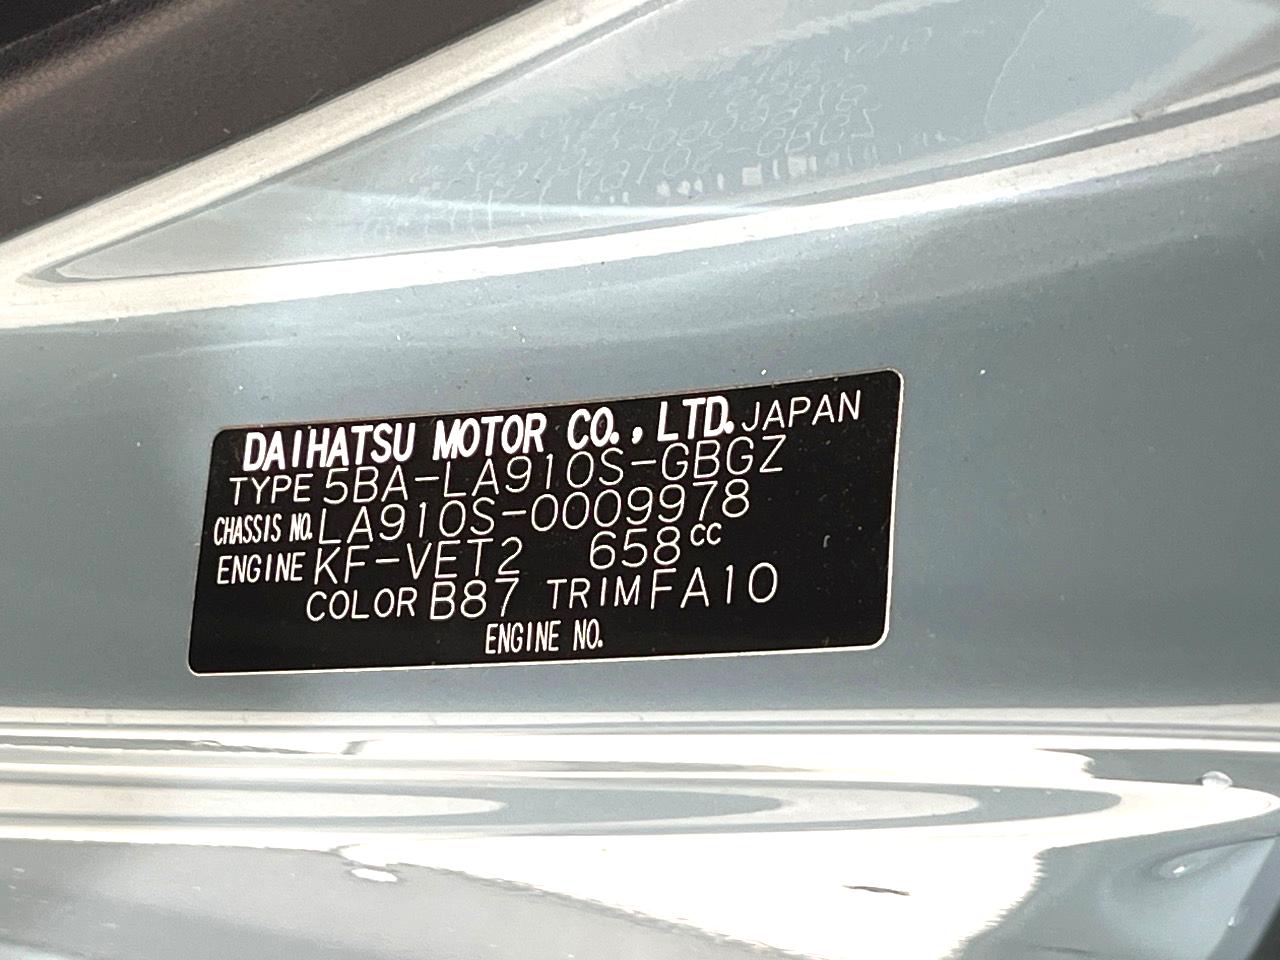 DAIHATSU MOTOR CO., LTD. JAPAN
TYPE 5BA-LA910S-GBGZ
CHASSIS NO. LA910S-0009978
ENGINE KF-VET2 658cc
COLOR B87 TRIM FA10
ENGINE NO.